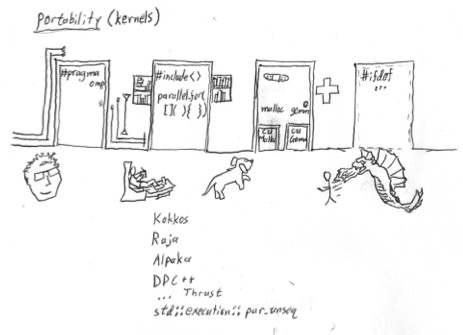 Portability (kernels)
#pragma
omp
#include<>
parallel_for(
[](){ })
malloc gemm
cu
Malloc
cu
Gemm
#ifdef
...
Kokkos
Raja
Alpaka
DPC++
... Thrust
std::execution::par_unseq